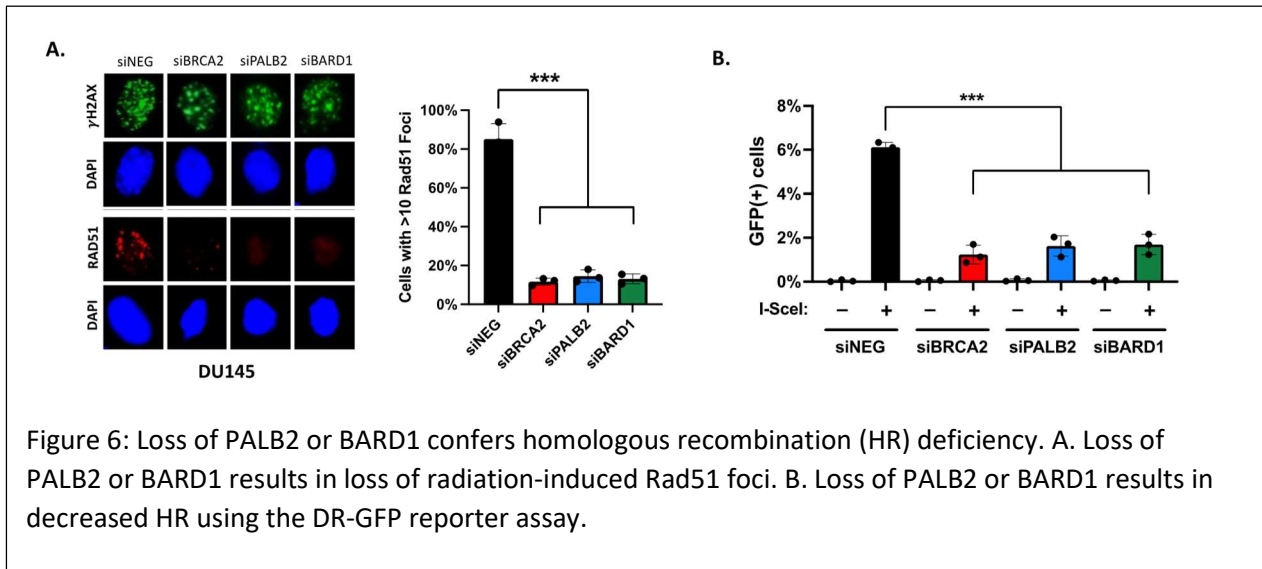 A.
siNEG siBRCA2 siPALB2 siBARD1
γH2AX
DAPI
RAD51
DAPI
DU145
***
Cells with >10 Rad51 Foci
100%
80%
60%
40%
20%
0%
siNEG
siBRCA2
siPALB2
siBARD1
B.
***
GFP(+) cells
8%
6%
4%
2%
0%
I-SceI: – + – + – + – +
siNEG siBRCA2 siPALB2 siBARD1
Figure 6: Loss of PALB2 or BARD1 confers homologous recombination (HR) deficiency. A. Loss of
PALB2 or BARD1 results in loss of radiation-induced Rad51 foci. B. Loss of PALB2 or BARD1 results in
decreased HR using the DR-GFP reporter assay.